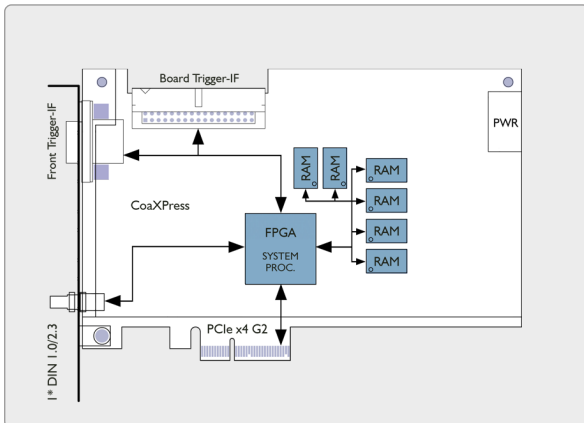 Board Trigger-IF
Front Trigger-IF
PWR
RAM
RAM
RAM
RAM
RAM
RAM
CoaXPress
FPGA
SYSTEM
PROC.
PCIe x4 G2
1* DIN 1.0/2.3